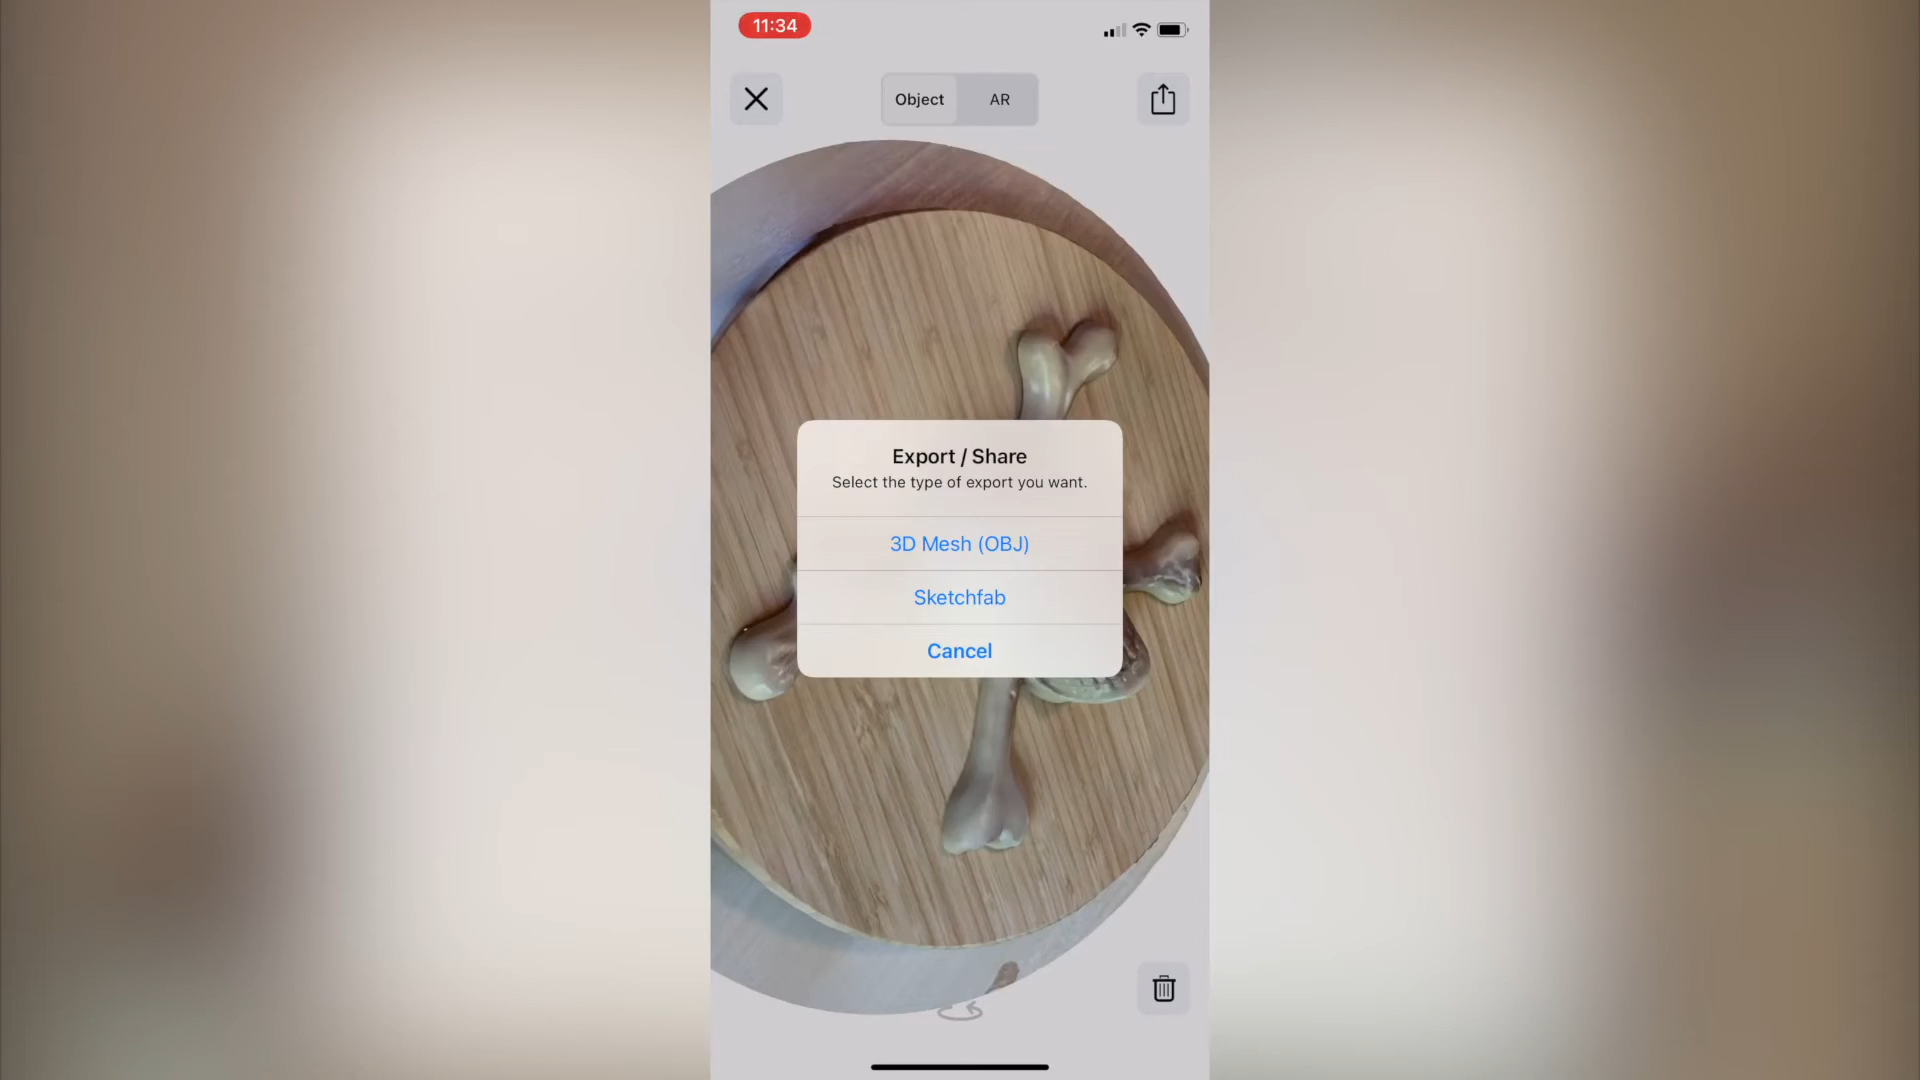 11:34
Object
AR
Export / Share
Select the type of export you want.
3D Mesh (OBJ)
Sketchfab
Cancel